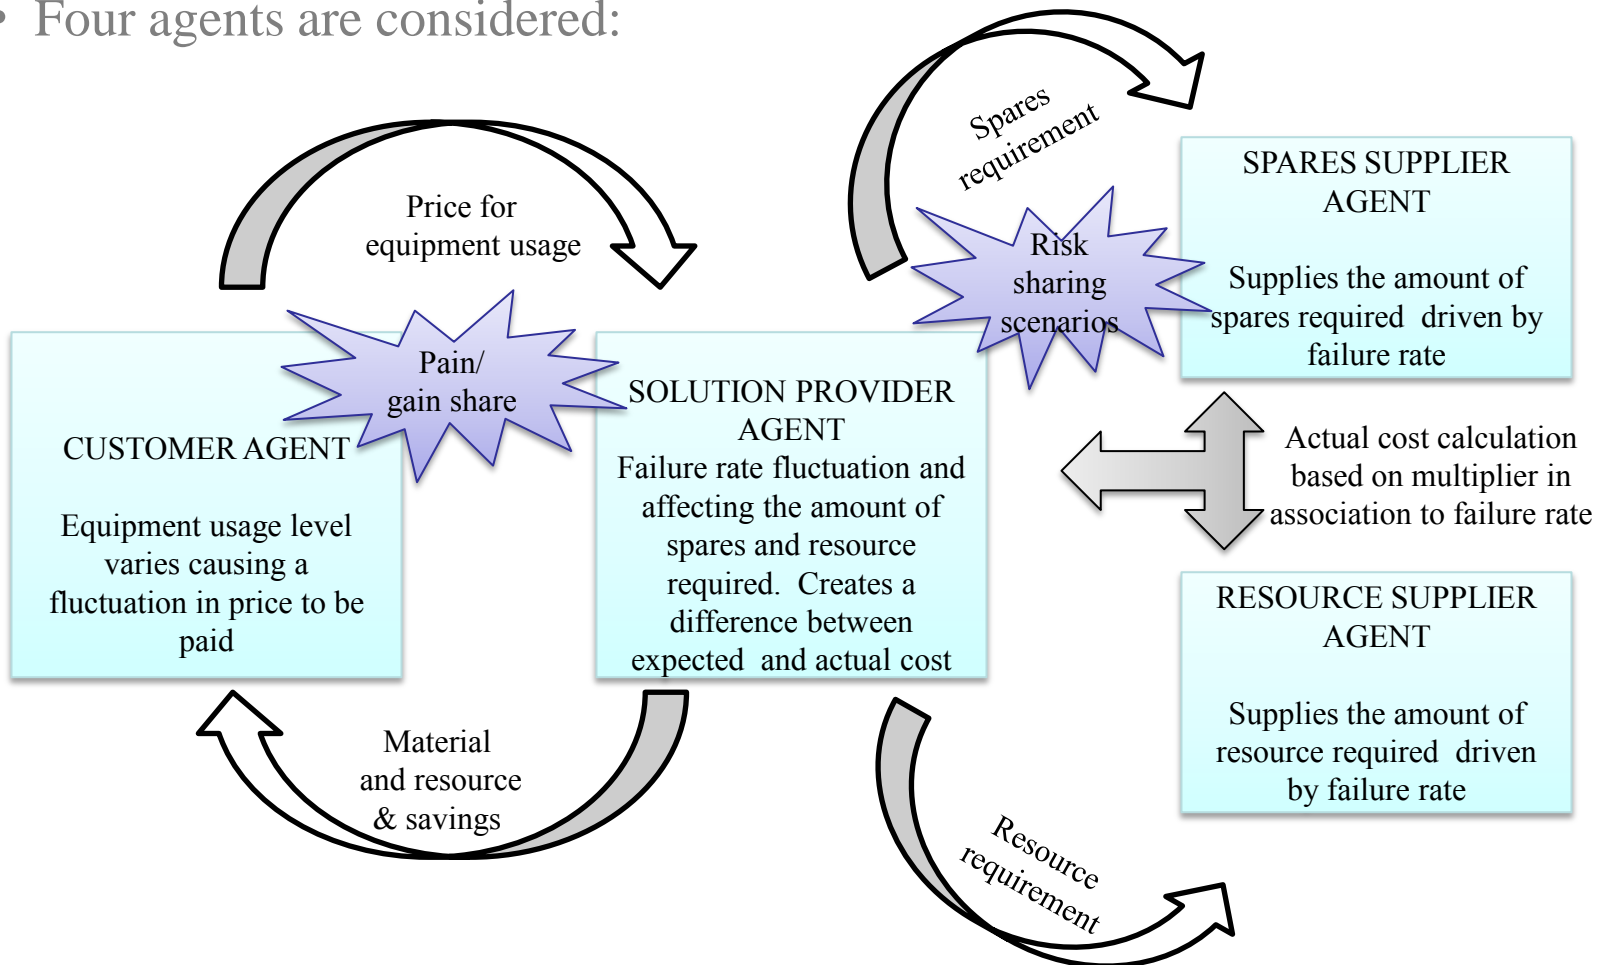 • Four agents are considered:
Price for
equipment usage
Spares
requirement
Risk
sharing
scenarios
SPARES SUPPLIER
AGENT
Supplies the amount of
spares required driven by
failure rate
Pain/
gain share
CUSTOMER AGENT
Equipment usage level
varies causing a
fluctuation in price to be
paid
SOLUTION PROVIDER
AGENT
Failure rate fluctuation and
affecting the amount of
spares and resource
required. Creates a
difference between
expected and actual cost
Actual cost calculation
based on multiplier in
association to failure rate
RESOURCE SUPPLIER
AGENT
Supplies the amount of
resource required driven
by failure rate
Material
and resource
& savings
Resource
requirement